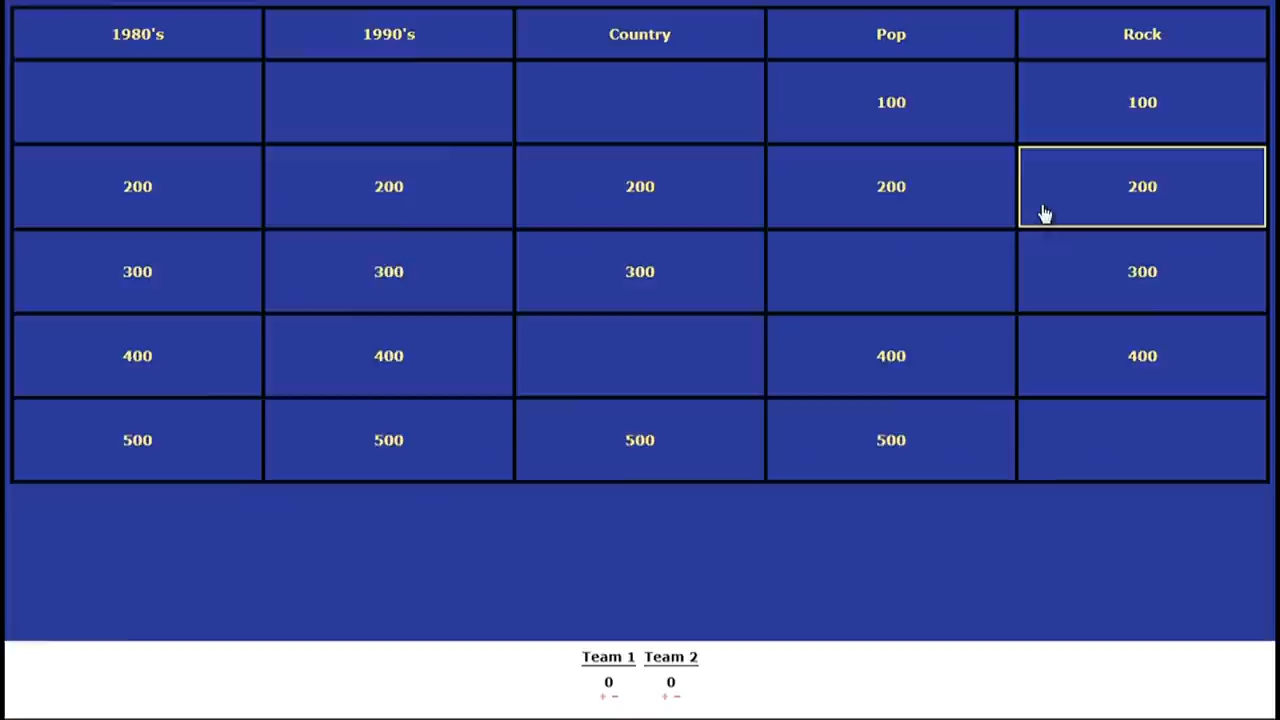 1980's 1990's Country Pop Rock
100 100
200 200 200 200 200
300 300 300 300
400 400 400 400
500 500 500 500
Team 1 Team 2
0 0
+ − + −